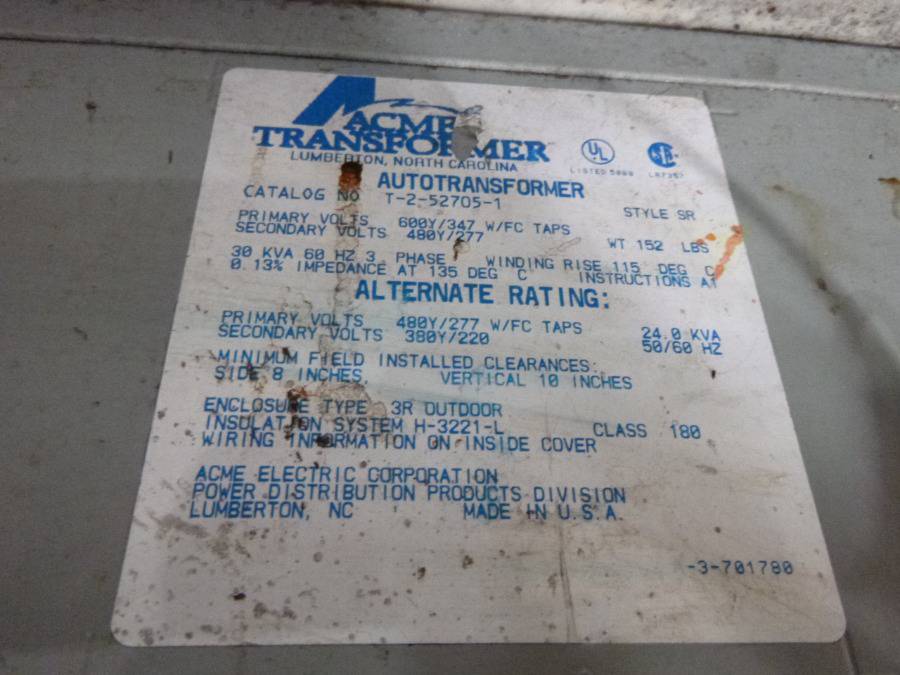 ACME
TRANSFORMER
LUMBERTON, NORTH CAROLINA
UL
LISTED
AUTOTRANSFORMER
CATALOG NO T-2-52705-1
STYLE SR
PRIMARY VOLTS 600Y/347 W/FC TAPS
SECONDARY VOLTS 480Y/277
WT 152 LBS
30 KVA 60 HZ 3 PHASE WINDING RISE 115 DEG C
0.13% IMPEDANCE AT 135 DEG C INSTRUCTIONS A1
ALTERNATE RATING:
PRIMARY VOLTS 480Y/277 W/FC TAPS 24.0 KVA
SECONDARY VOLTS 380Y/220 50/60 HZ
MINIMUM FIELD INSTALLED CLEARANCES:
SIDE 8 INCHES, VERTICAL 10 INCHES
ENCLOSURE TYPE 3R OUTDOOR
INSULATION SYSTEM H-3221-L CLASS 180
WIRING INFORMATION ON INSIDE COVER
ACME ELECTRIC CORPORATION
POWER DISTRIBUTION PRODUCTS DIVISION
LUMBERTON, NC MADE IN U.S.A.
-3-701780